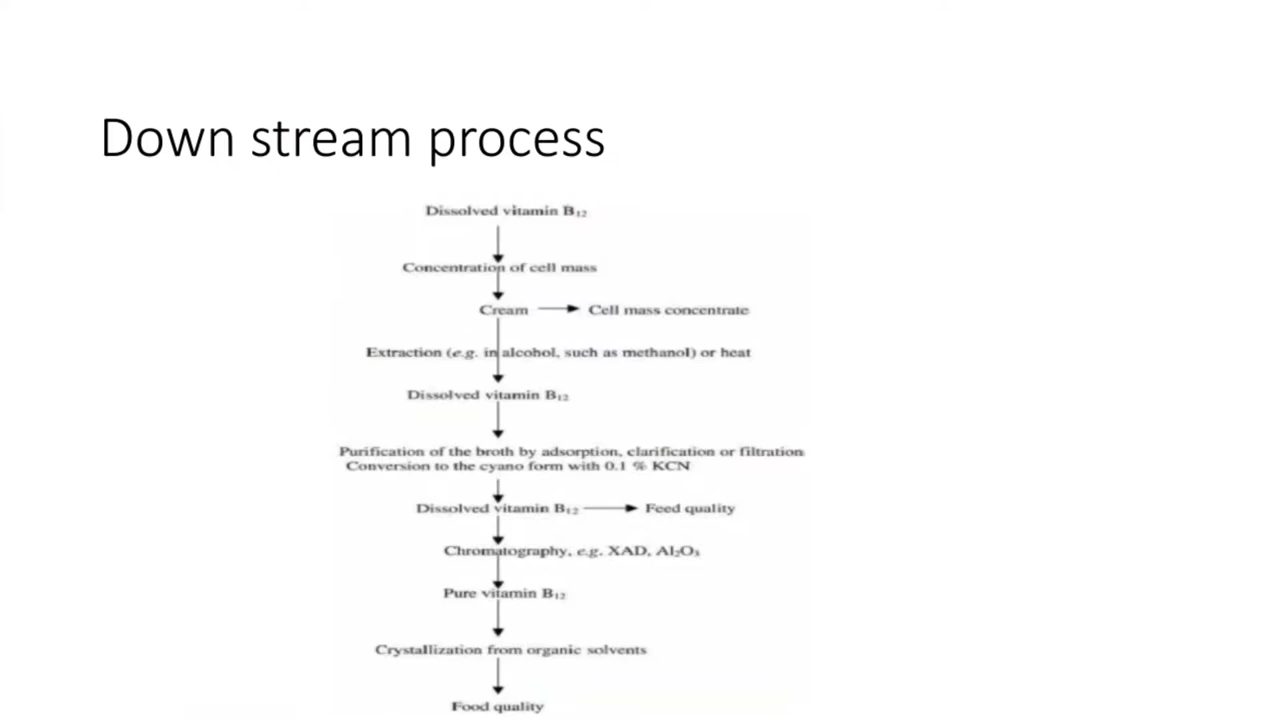 Down stream process
Dissolved vitamin B₁₂
Concentration of cell mass
Cream
Cell mass concentrate
Extraction (e.g. in alcohol, such as methanol) or heat
Dissolved vitamin B₁₂
Purification of the broth by adsorption, clarification or filtration
Conversion to the cyano form with 0.1 % KCN
Dissolved vitamin B₁₂
Feed quality
Chromatography, e.g. XAD, Al₂O₃
Pure vitamin B₁₂
Crystallization from organic solvents
Food quality